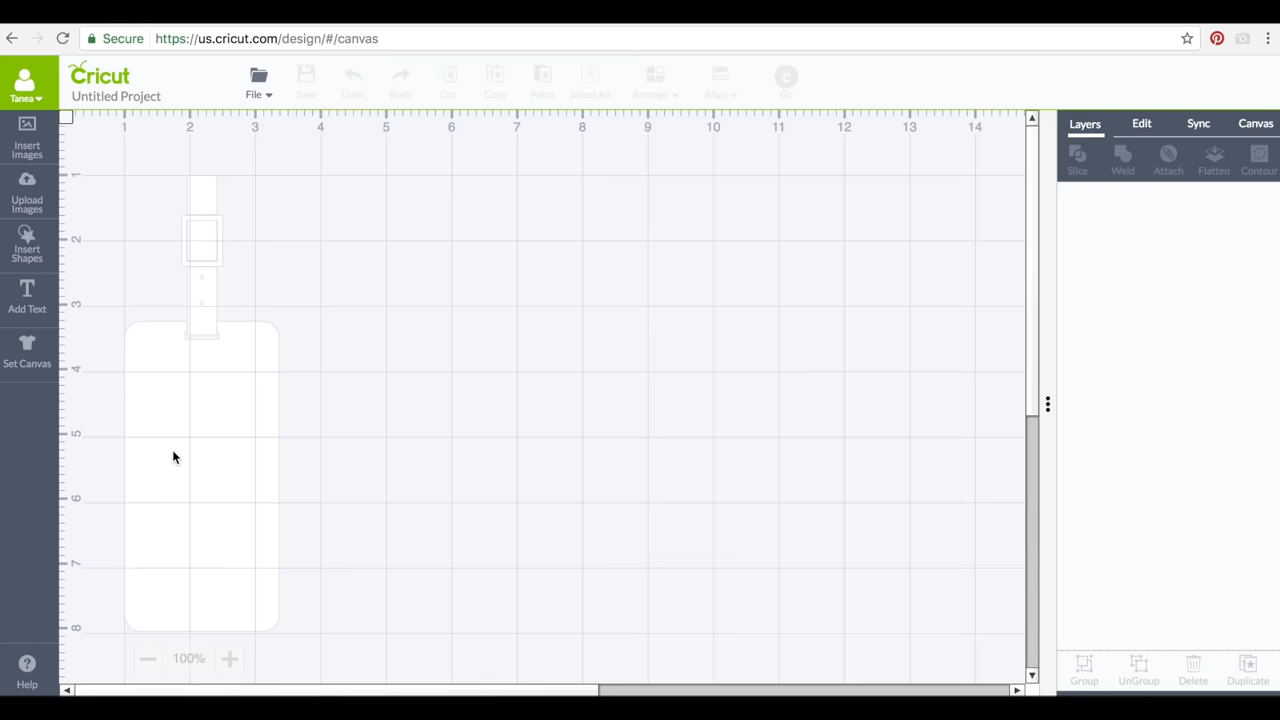 Secure https://us.cricut.com/design/#/canvas
Tanea
Cricut
Untitled Project
File Save Undo Redo Cut Copy Paste Select All Arrange Align Go
1 2 3 4 5 6 7 8 9 10 11 12 13 14
1
2
3
4
5
6
7
8
Insert
Images
Upload
Images
Insert
Shapes
T
Add Text
Set Canvas
?
Help
100%
Layers Edit Sync Canvas
Slice Weld Attach Flatten Contour
Group UnGroup Delete Duplicate